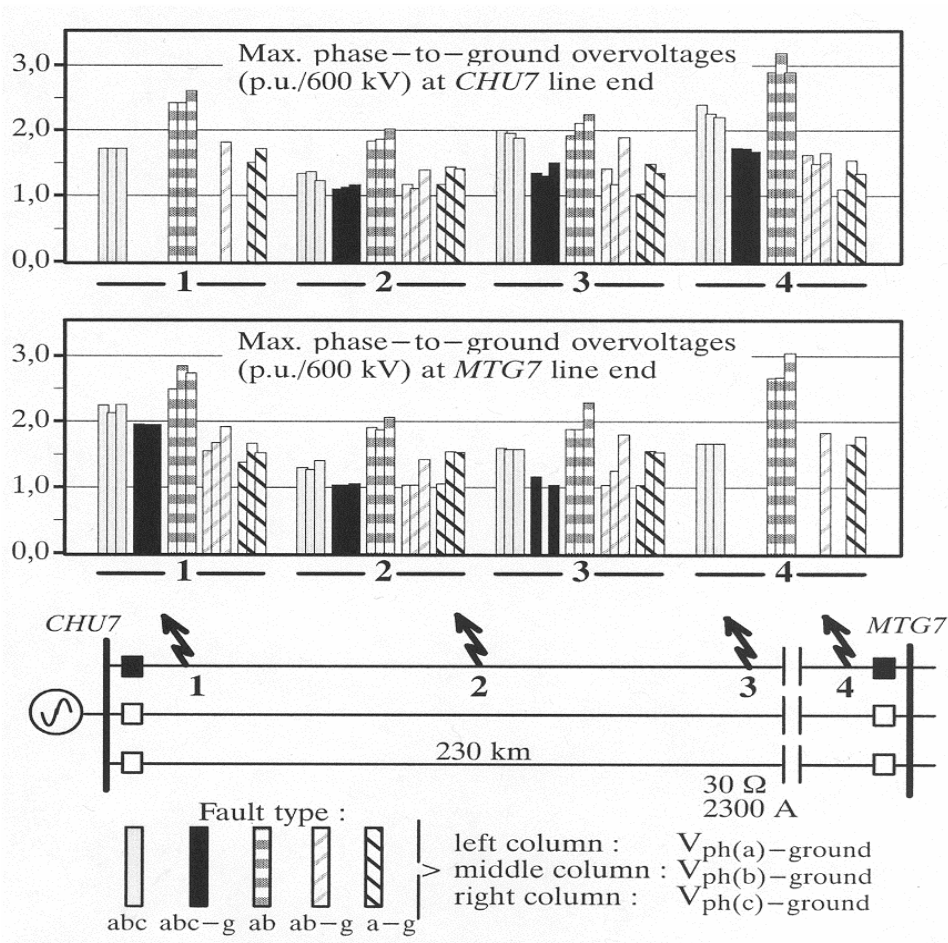 Max. phase−to−ground overvoltages
(p.u./600 kV) at CHU7 line end
3,0
2,0
1,0
0,0
1 2 3 4
Max. phase−to−ground overvoltages
(p.u./600 kV) at MTG7 line end
3,0
2,0
1,0
0,0
1 2 3 4
CHU7 MTG7
1 2 3 4
230 km
30 Ω
2300 A
Fault type :
abc abc−g ab ab−g a−g
>
left column : Vph(a)−ground
middle column : Vph(b)−ground
right column : Vph(c)−ground